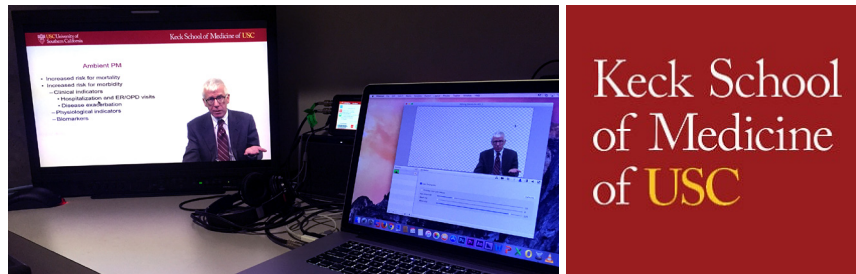 USC University of
Southern California
Keck School of Medicine of USC
Ambient PM
• Increased risk for mortality
• Increased risk for morbidity
– Clinical indicators
• Hospitalization and ER/OPD visits
• Disease exacerbation
– Physiological indicators
– Biomarkers
Keck School
of Medicine
of USC